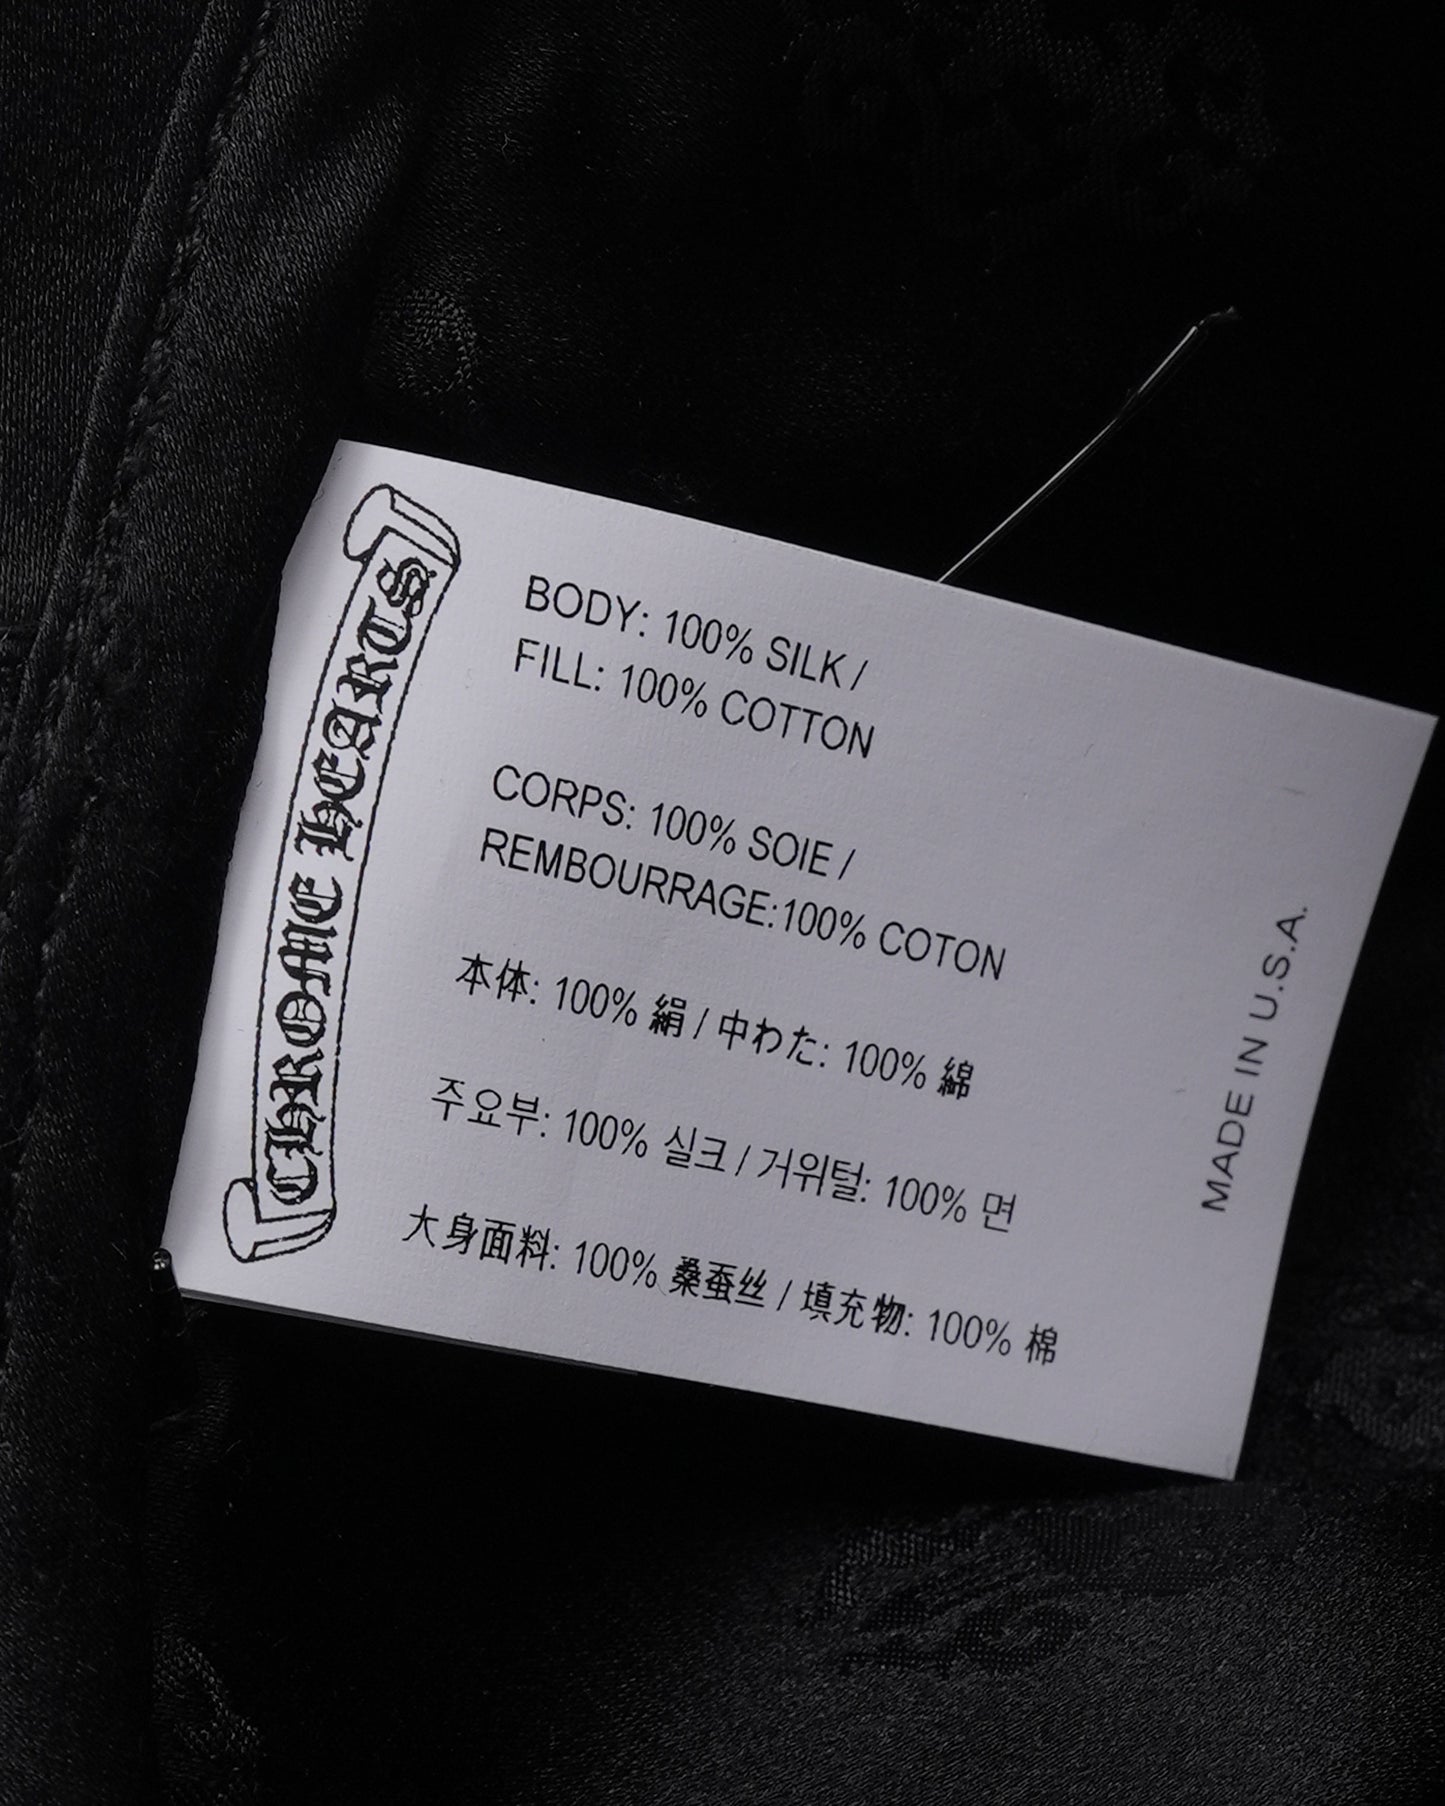 CHROME HEARTS
BODY: 100% SILK /
FILL: 100% COTTON
CORPS: 100% SOIE /
REMBOURRAGE:100% COTON
本体: 100% 絹 / 中わた: 100% 綿
주요부: 100% 실크 / 거위털: 100% 면
大身面料: 100% 桑蚕丝 / 填充物: 100% 棉
MADE IN U.S.A.